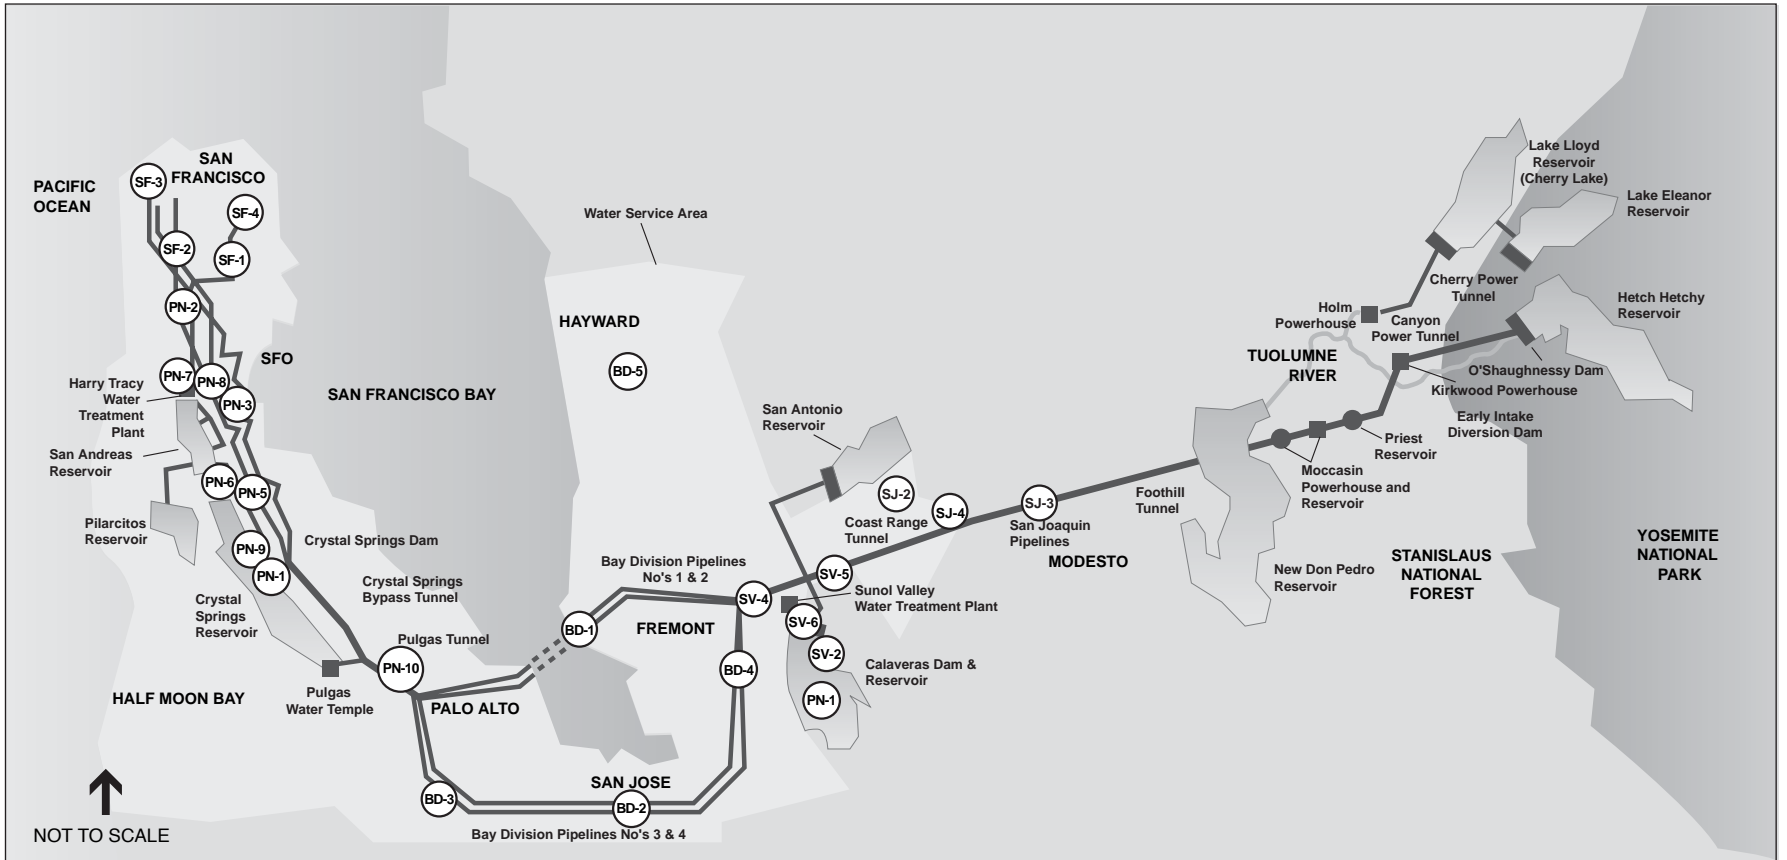 SAN
FRANCISCO
PACIFIC
OCEAN
SF-3
SF-4
SF-2
SF-1
PN-2
SFO
PN-7
PN-8
PN-3
Harry Tracy
Water
Treatment
Plant
San Andreas
Reservoir
PN-6
PN-5
Pilarcitos
Reservoir
PN-9
PN-1
Crystal Springs Dam
Crystal Springs
Bypass Tunnel
Crystal
Springs
Reservoir
Pulgas Tunnel
PN-10
HALF MOON BAY
Pulgas
Water Temple
PALO ALTO
NOT TO SCALE
SAN FRANCISCO BAY
Water Service Area
HAYWARD
BD-5
Bay Division Pipelines
No's 1 & 2
BD-1
FREMONT
SV-4
BD-4
SAN JOSE
BD-3
BD-2
Bay Division Pipelines No's 3 & 4
San Antonio
Reservoir
SJ-2
SJ-4
SJ-3
Coast Range
Tunnel
San Joaquin
Pipelines
MODESTO
SV-5
Sunol Valley
Water Treatment Plant
SV-6
SV-2
Calaveras Dam &
Reservoir
PN-1
Foothill
Tunnel
New Don Pedro
Reservoir
Lake Lloyd
Reservoir
(Cherry Lake)
Lake Eleanor
Reservoir
Cherry Power
Tunnel
Hetch Hetchy
Reservoir
Holm
Powerhouse
Canyon
Power Tunnel
TUOLUMNE
RIVER
O'Shaughnessy Dam
Kirkwood Powerhouse
Early Intake
Diversion Dam
Priest
Reservoir
Moccasin
Powerhouse and
Reservoir
STANISLAUS
NATIONAL
FOREST
YOSEMITE
NATIONAL
PARK